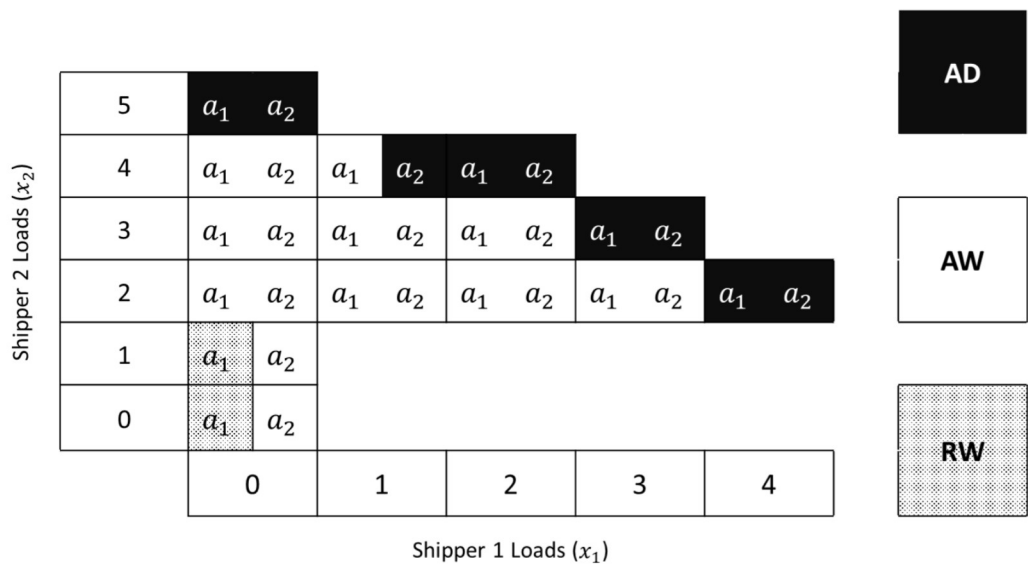 AD
5 a₁ a₂
4 a₁ a₂ a₁ a₂ a₁ a₂
3 a₁ a₂ a₁ a₂ a₁ a₂ a₁ a₂
AW
2 a₁ a₂ a₁ a₂ a₁ a₂ a₁ a₂ a₁ a₂
1 a₁ a₂
0 a₁ a₂
RW
0 1 2 3 4
Shipper 2 Loads (x₂)
Shipper 1 Loads (x₁)